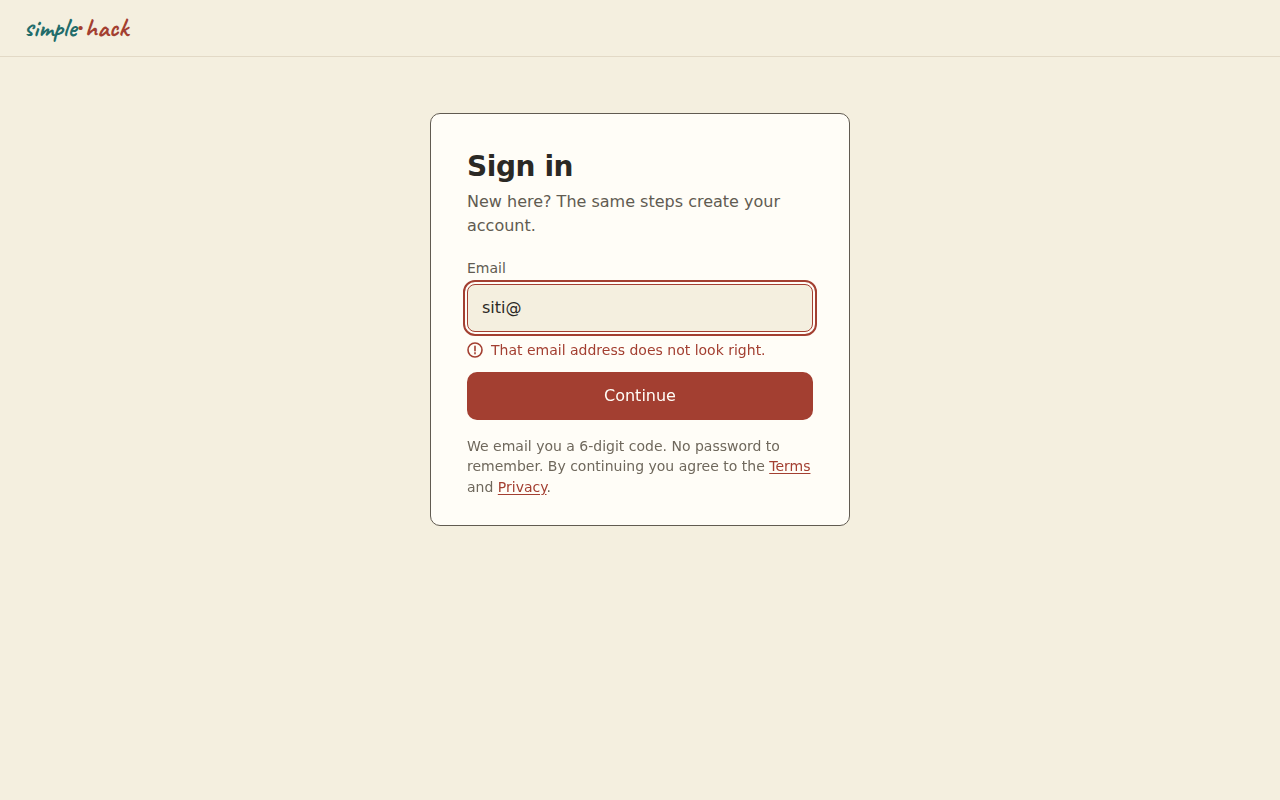 simple hack
Sign in
New here? The same steps create your
account.
Email
siti@
That email address does not look right.
Continue
We email you a 6-digit code. No password to
remember. By continuing you agree to the Terms
and Privacy.